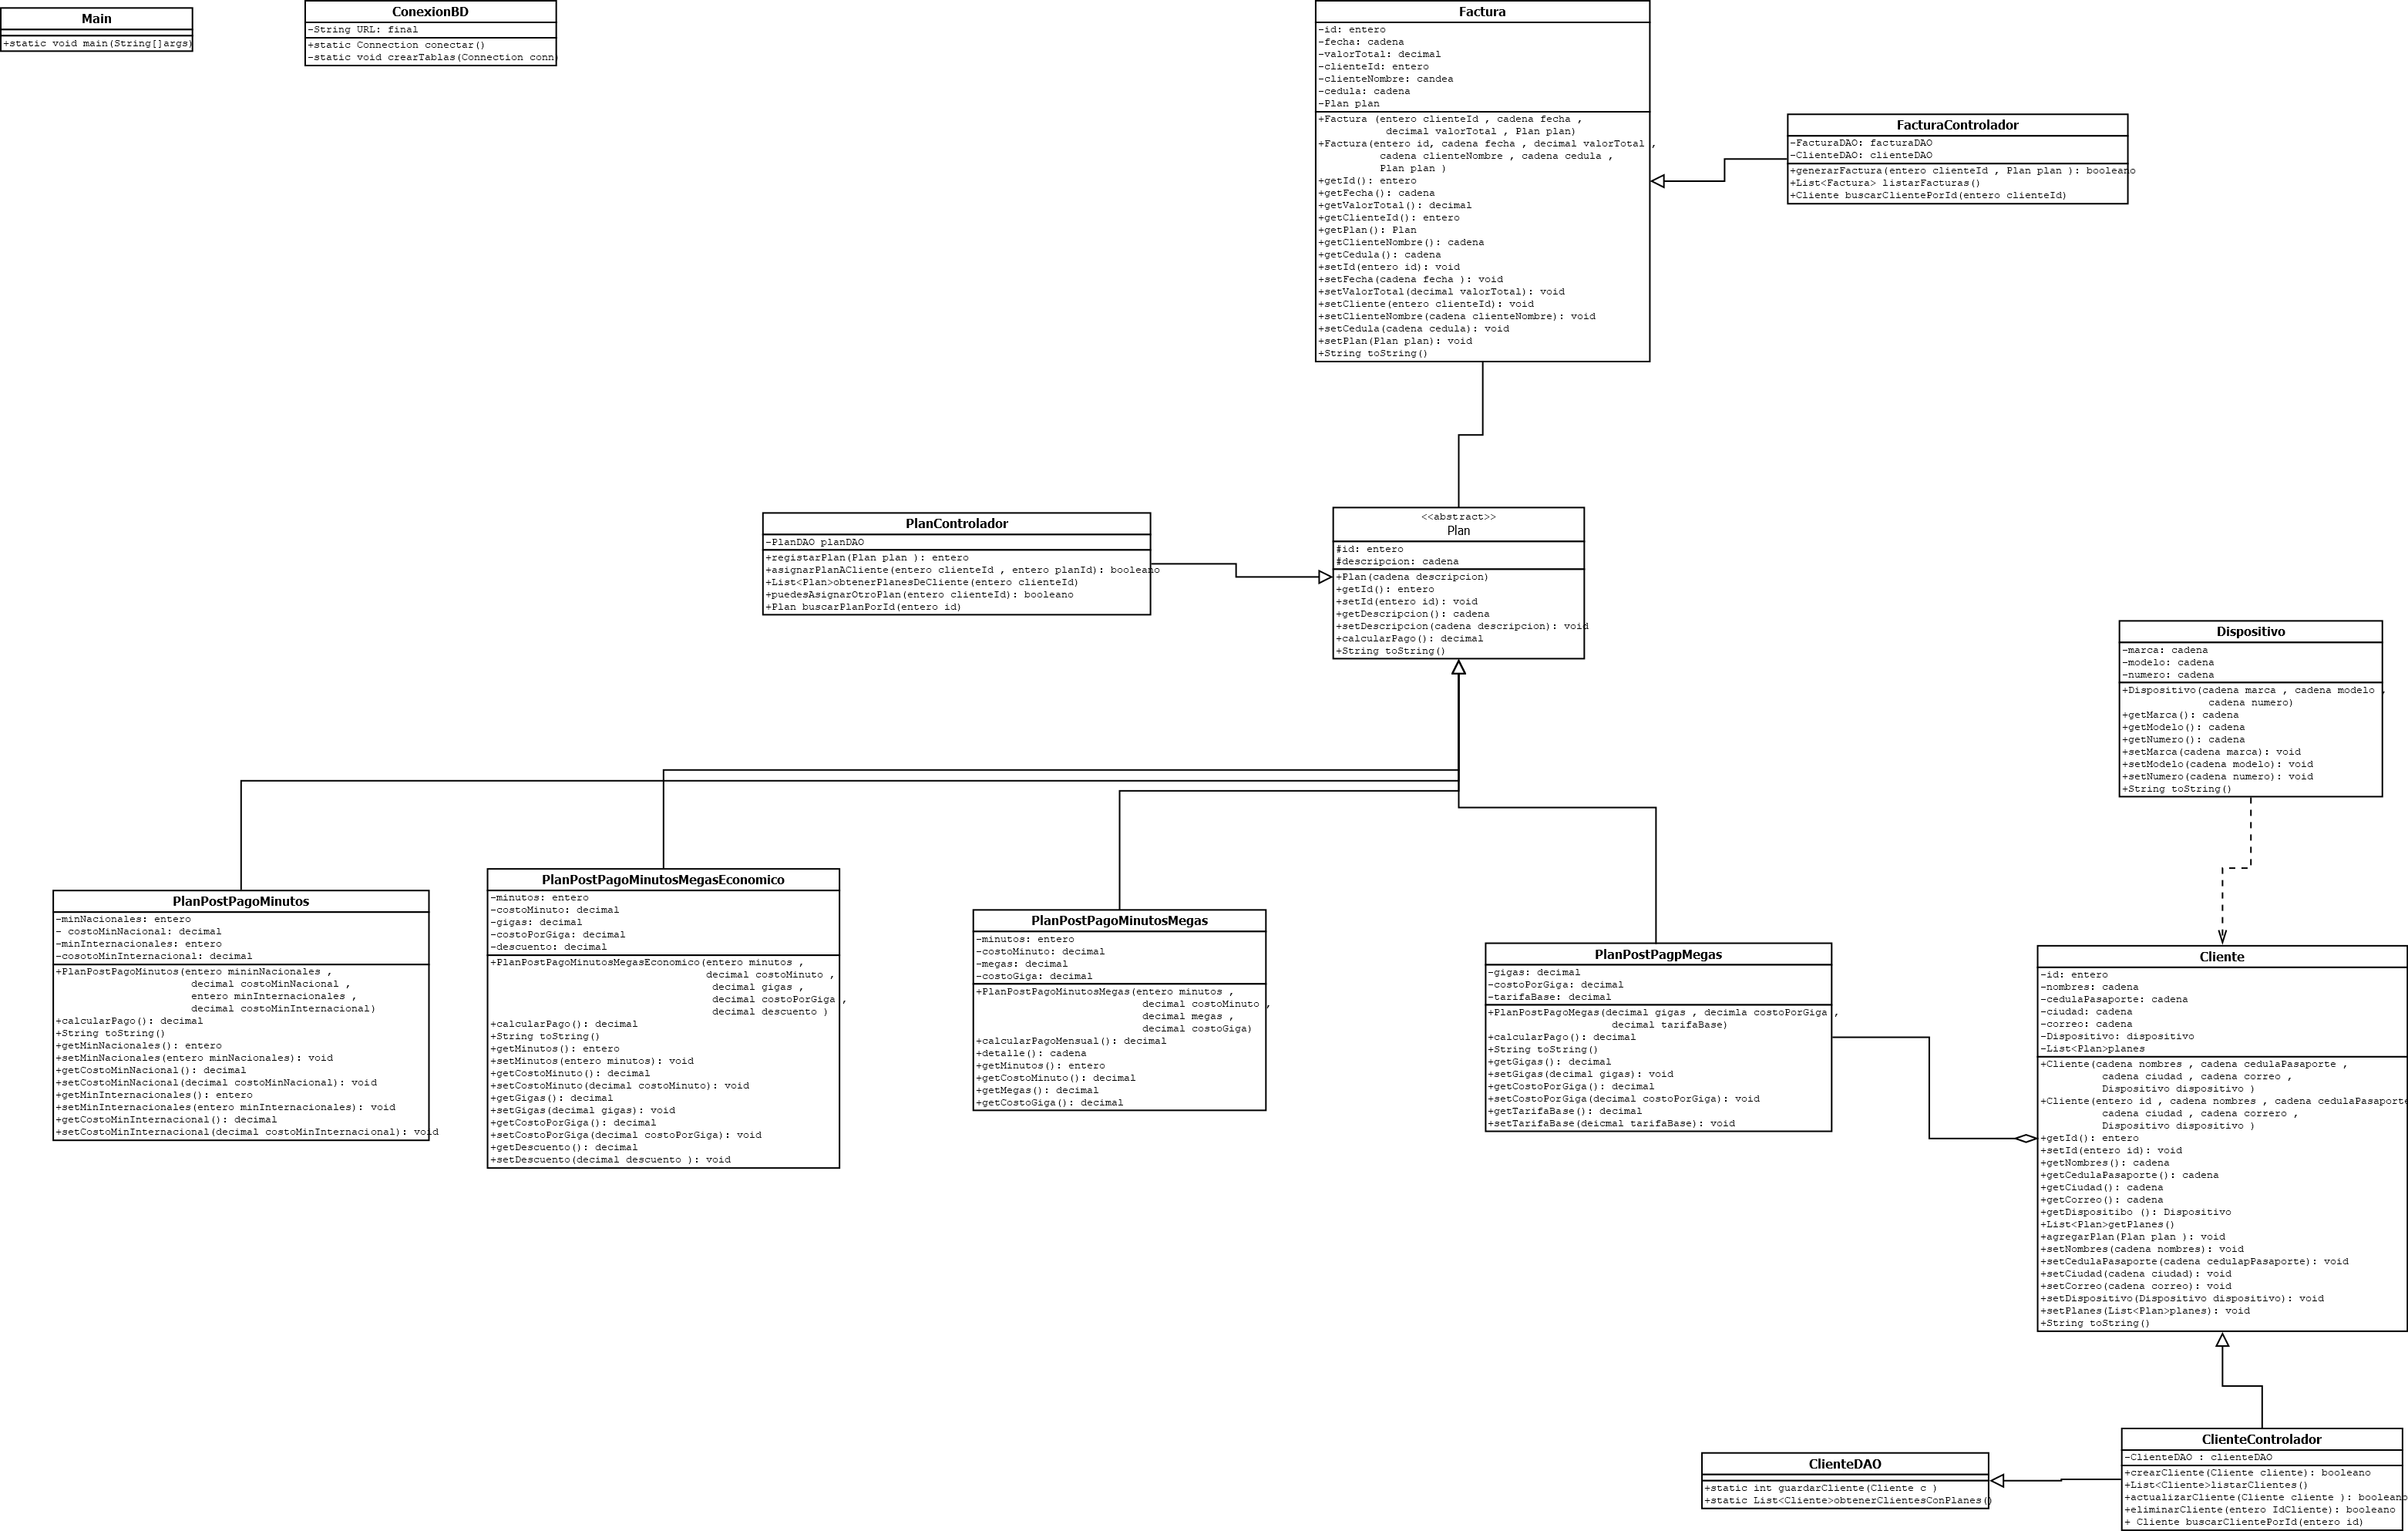 Main
+static void main(String[]args)
ConexionBD
-String URL: final
+static Connection conectar()
-static void crearTablas(Connection conn)
Factura
-id: entero
-fecha: cadena
-valorTotal: decimal
-clienteId: entero
-clienteNombre: candea
-cedula: cadena
-Plan plan
+Factura (entero clienteId , cadena fecha ,
decimal valorTotal , Plan plan)
+Factura(entero id, cadena fecha , decimal valorTotal ,
cadena clienteNombre , cadena cedula ,
Plan plan )
+getId(): entero
+getFecha(): cadena
+getValorTotal(): decimal
+getClienteId(): entero
+getPlan(): Plan
+getClienteNombre(): cadena
+getCedula(): cadena
+setId(entero id): void
+setFecha(cadena fecha ): void
+setValorTotal(decimal valorTotal): void
+setCliente(entero clienteId): void
+setClienteNombre(cadena clienteNombre): void
+setCedula(cadena cedula): void
+setPlan(Plan plan): void
+String toString()
FacturaControlador
-FacturaDAO: facturaDAO
-ClienteDAO: clienteDAO
+generarFactura(entero clienteId , Plan plan ): booleano
+List<Factura> listarFacturas()
+Cliente buscarClientePorId(entero clienteId)
PlanControlador
-PlanDAO planDAO
+registarPlan(Plan plan ): entero
+asignarPlanACliente(entero clienteId , entero planId): booleano
+List<Plan>obtenerPlanesDeCliente(entero clienteId)
+puedesAsignarOtroPlan(entero clienteId): booleano
+Plan buscarPlanPorId(entero id)
<<abstract>>
Plan
#id: entero
#descripcion: cadena
+Plan(cadena descripcion)
+getId(): entero
+setId(entero id): void
+getDescripcion(): cadena
+setDescripcion(cadena descripcion): void
+calcularPago(): decimal
+String toString()
Dispositivo
-marca: cadena
-modelo: cadena
-numero: cadena
+Dispositivo(cadena marca , cadena modelo ,
cadena numero)
+getMarca(): cadena
+getModelo(): cadena
+getNumero(): cadena
+setMarca(cadena marca): void
+setModelo(cadena modelo): void
+setNumero(cadena numero): void
+String toString()
PlanPostPagoMinutos
-minNacionales: entero
- costoMinNacional: decimal
-minInternacionales: entero
-cosotoMinInternacional: decimal
+PlanPostPagoMinutos(entero mininNacionales ,
decimal costoMinNacional ,
entero minInternacionales ,
decimal costoMinInternacional)
+calcularPago(): decimal
+String toString()
+getMinNacionales(): entero
+setMinNacionales(entero minNacionales): void
+getCostoMinNacional(): decimal
+setCostoMinNacional(decimal costoMinNacional): void
+getMinInternacionales(): entero
+setMinInternacionales(entero minInternacionales): void
+getCostoMinInternacional(): decimal
+setCostoMinInternacional(decimal costoMinInternacional): void
PlanPostPagoMinutosMegasEconomico
-minutos: entero
-costoMinuto: decimal
-gigas: decimal
-costoPorGiga: decimal
-descuento: decimal
+PlanPostPagoMinutosMegasEconomico(entero minutos ,
decimal costoMinuto ,
decimal gigas ,
decimal costoPorGiga ,
decimal descuento )
+calcularPago(): decimal
+String toString()
+getMinutos(): entero
+setMinutos(entero minutos): void
+getCostoMinuto(): decimal
+setCostoMinuto(decimal costoMinuto): void
+getGigas(): decimal
+setGigas(decimal gigas): void
+getCostoPorGiga(): decimal
+setCostoPorGiga(decimal costoPorGiga): void
+getDescuento(): decimal
+setDescuento(decimal descuento ): void
PlanPostPagoMinutosMegas
-minutos: entero
-costoMinuto: decimal
-megas: decimal
-costoGiga: decimal
+PlanPostPagoMinutosMegas(entero minutos ,
decimal costoMinuto ,
decimal megas ,
decimal costoGiga)
+calcularPagoMensual(): decimal
+detalle(): cadena
+getMinutos(): entero
+getCostoMinuto(): decimal
+getMegas(): decimal
+getCostoGiga(): decimal
PlanPostPagpMegas
-gigas: decimal
-costoPorGiga: decimal
-tarifaBase: decimal
+PlanPostPagoMegas(decimal gigas , decimla costoPorGiga ,
decimal tarifaBase)
+calcularPago(): decimal
+String toString()
+getGigas(): decimal
+setGigas(decimal gigas): void
+getCostoPorGiga(): decimal
+setCostoPorGiga(decimal costoPorGiga): void
+getTarifaBase(): decimal
+setTarifaBase(deicmal tarifaBase): void
Cliente
-id: entero
-nombres: cadena
-cedulaPasaporte: cadena
-ciudad: cadena
-correo: cadena
-Dispositivo: dispositivo
-List<Plan>planes
+Cliente(cadena nombres , cadena cedulaPasaporte ,
cadena ciudad , cadena correo ,
Dispositivo dispositivo )
+Cliente(entero id , cadena nombres , cadena cedulaPasaporte
cadena ciudad , cadena correro ,
Dispositivo dispositivo )
+getId(): entero
+setId(entero id): void
+getNombres(): cadena
+getCedulaPasaporte(): cadena
+getCiudad(): cadena
+getCorreo(): cadena
+getDispositibo (): Dispositivo
+List<Plan>getPlanes()
+agregarPlan(Plan plan ): void
+setNombres(cadena nombres): void
+setCedulaPasaporte(cadena cedulapPasaporte): void
+setCiudad(cadena ciudad): void
+setCorreo(cadena correo): void
+setDispositivo(Dispositivo dispositivo): void
+setPlanes(List<Plan>planes): void
+String toString()
ClienteDAO
+static int guardarCliente(Cliente c )
+static List<Cliente>obtenerClientesConPlanes()
ClienteControlador
-ClienteDAO : clienteDAO
+crearCliente(Cliente cliente): booleano
+List<Cliente>listarClientes()
+actualizarCliente(Cliente cliente ): booleano
+eliminarCliente(entero IdCliente): booleano
+ Cliente buscarClientePorId(entero id)